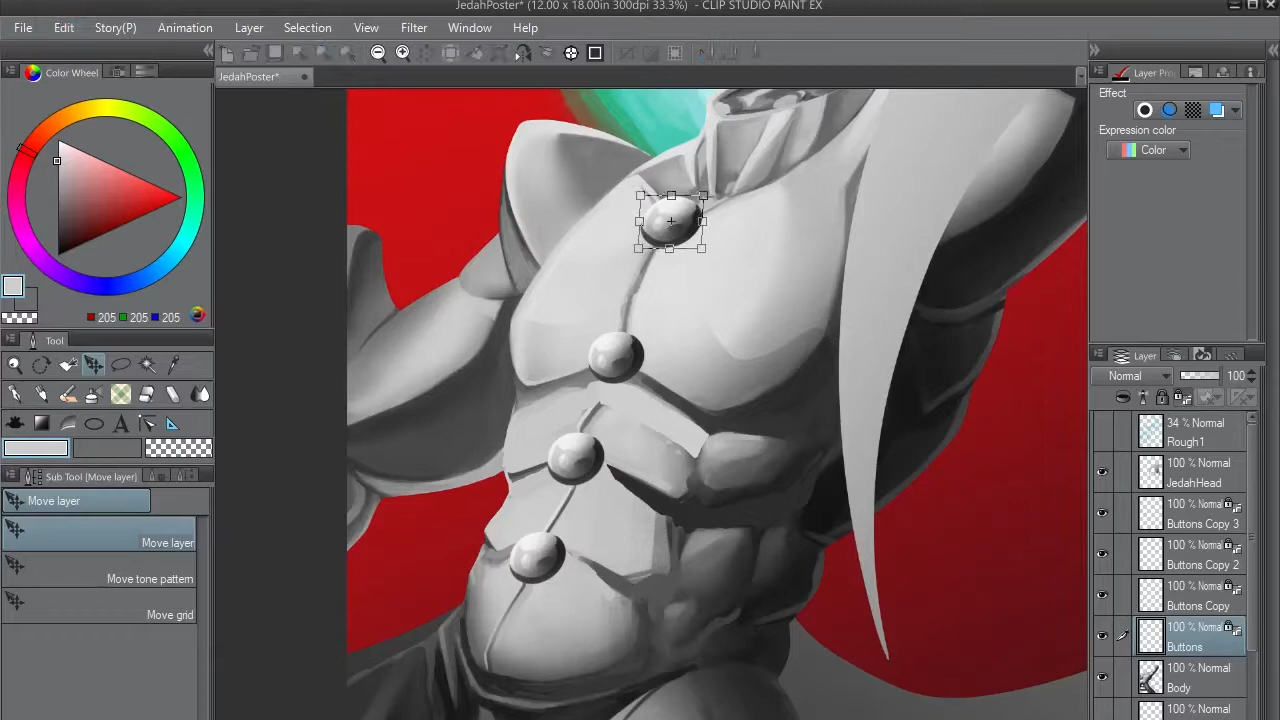 JedahPoster* (12.00 x 18.00in 300dpi 33.3%) - CLIP STUDIO PAINT EX
File Edit Story(P) Animation Layer Selection View Filter Window Help
Color Wheel
JedahPoster*
Layer Pro
Effect
Expression color
Color
205 205 205
Tool
Sub Tool [Move layer]
Move layer
Move layer
Move tone pattern
Move grid
Layer
Normal 100
34 % Normal
Rough1
100 % Normal
JedahHead
100 % Normal
Buttons Copy 3
100 % Normal
Buttons Copy 2
100 % Normal
Buttons Copy
100 % Normal
Buttons
100 % Normal
Body
100 % Normal